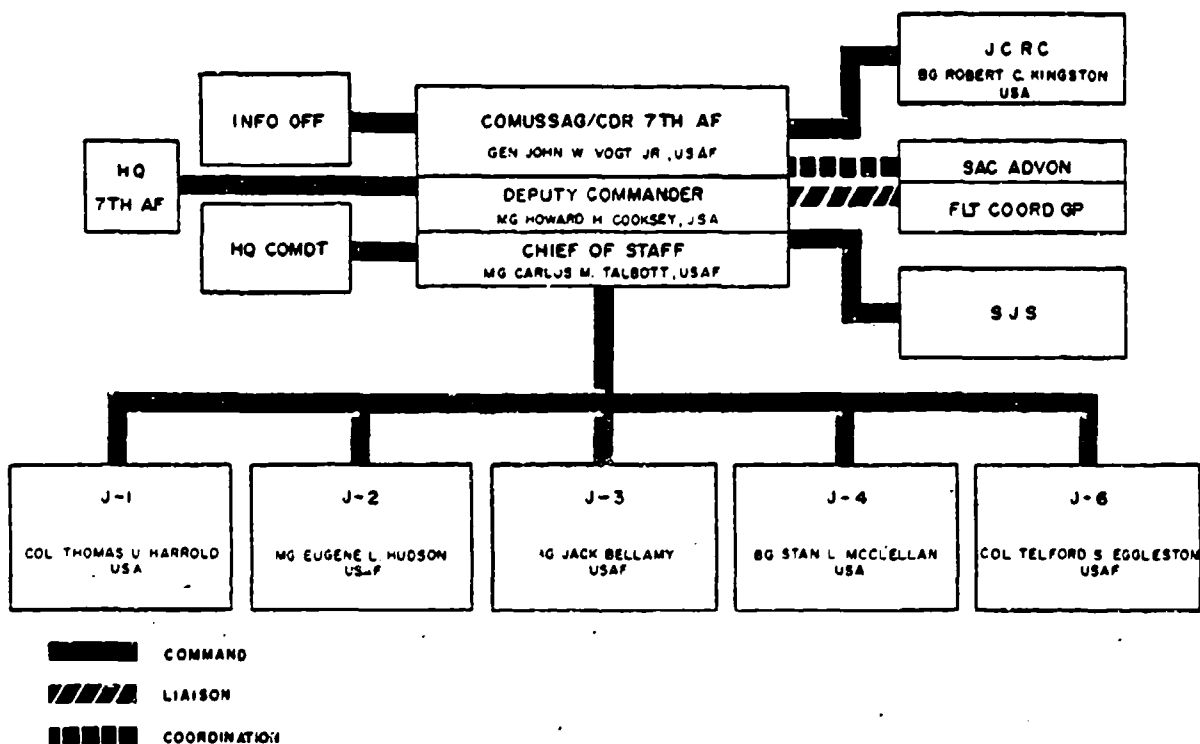 J C R C
BG ROBERT C. KINGSTON
USA
INFO OFF
COMUSSAG/CDR 7TH AF
GEN JOHN W VOGT JR, USAF
HQ
7TH AF
DEPUTY COMMANDER
MG HOWARD H COOKSEY, USA
SAC ADVON
FLT COORD GP
HQ COMDT
CHIEF OF STAFF
MG CARLOS M. TALBOTT, USAF
S J S
J-1
COL THOMAS U HARROLD
USA
J-2
MG EUGENE L. HUDSON
USAF
J-3
JACK BELLAMY
USAF
J-4
BG STAN L. MCCLELLAN
USA
J-6
COL TELFORD S EGGLESTON
USAF
COMMAND
LIAISON
COORDINATION